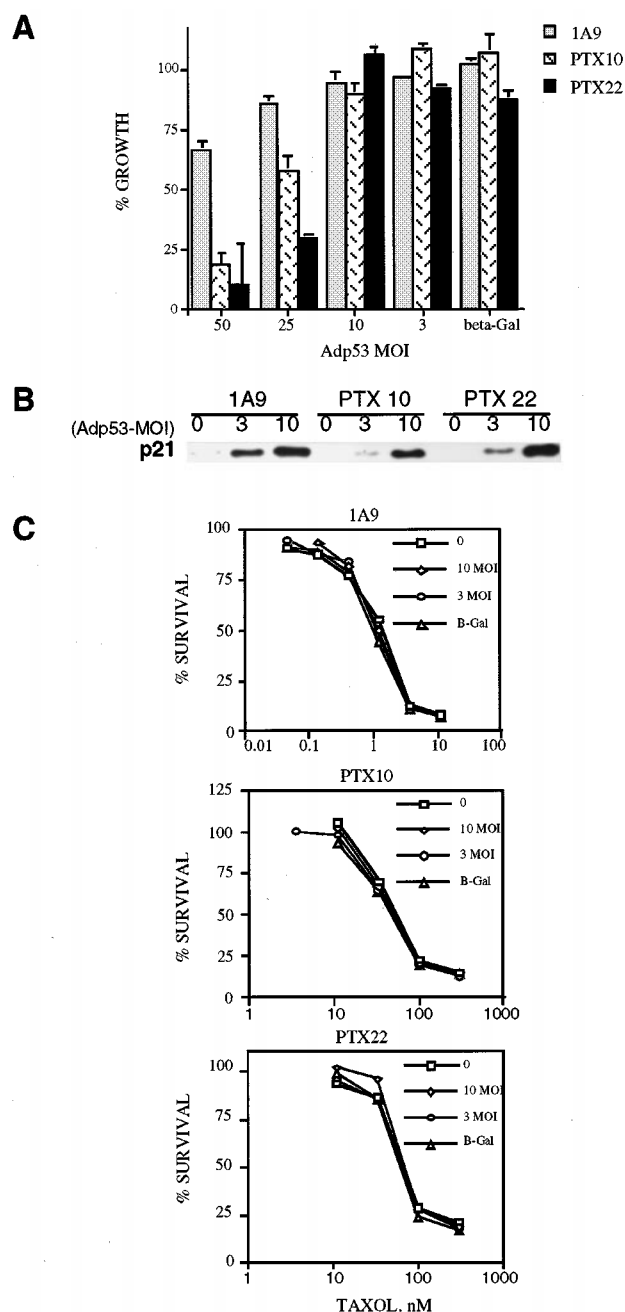 A
1A9
PTX10
PTX22
% GROWTH
100
75
50
25
0
50 25 10 3 beta-Gal
Adp53 MOI
B
1A9 PTX 10 PTX 22
(Adp53-MOI) 0 3 10 0 3 10 0 3 10
p21
C
1A9
% SURVIVAL
100
75
50
25
0
0
10 MOI
3 MOI
B-Gal
0.01 0.1 1 10 100
PTX10
% SURVIVAL
125
100
75
50
25
0
0
10 MOI
3 MOI
B-Gal
1 10 100 1000
PTX22
% SURVIVAL
100
75
50
25
0
0
10 MOI
3 MOI
B-Gal
1 10 100 1000
TAXOL, nM